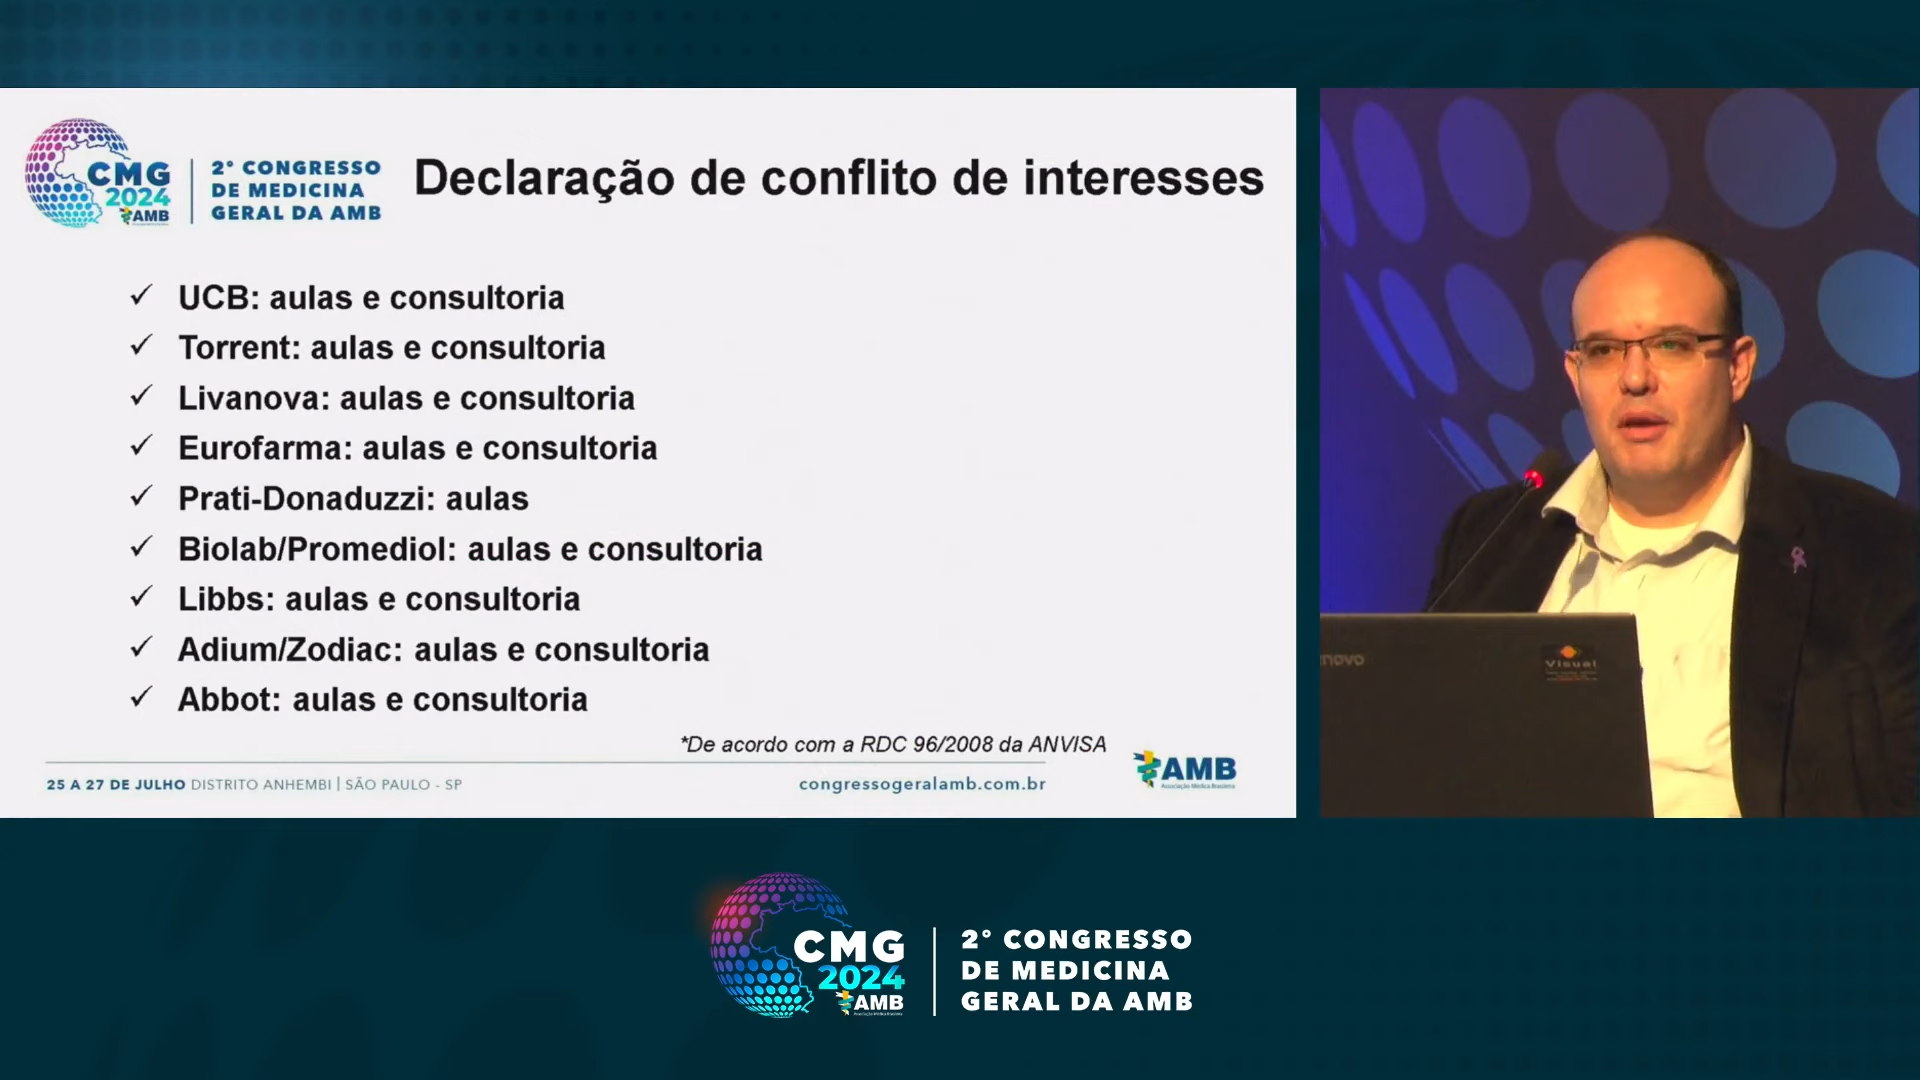 CMG
2024
AMB
2° CONGRESSO
DE MEDICINA
GERAL DA AMB
Declaração de conflito de interesses
✓ UCB: aulas e consultoria
✓ Torrent: aulas e consultoria
✓ Livanova: aulas e consultoria
✓ Eurofarma: aulas e consultoria
✓ Prati-Donaduzzi: aulas
✓ Biolab/Promediol: aulas e consultoria
✓ Libbs: aulas e consultoria
✓ Adium/Zodiac: aulas e consultoria
✓ Abbot: aulas e consultoria
*De acordo com a RDC 96/2008 da ANVISA
25 A 27 DE JULHO DISTRITO ANHEMBI | SÃO PAULO - SP
congressogeralamb.com.br
AMB
Associação Médica Brasileira
novo
Visual
CMG
2024
AMB
2° CONGRESSO
DE MEDICINA
GERAL DA AMB